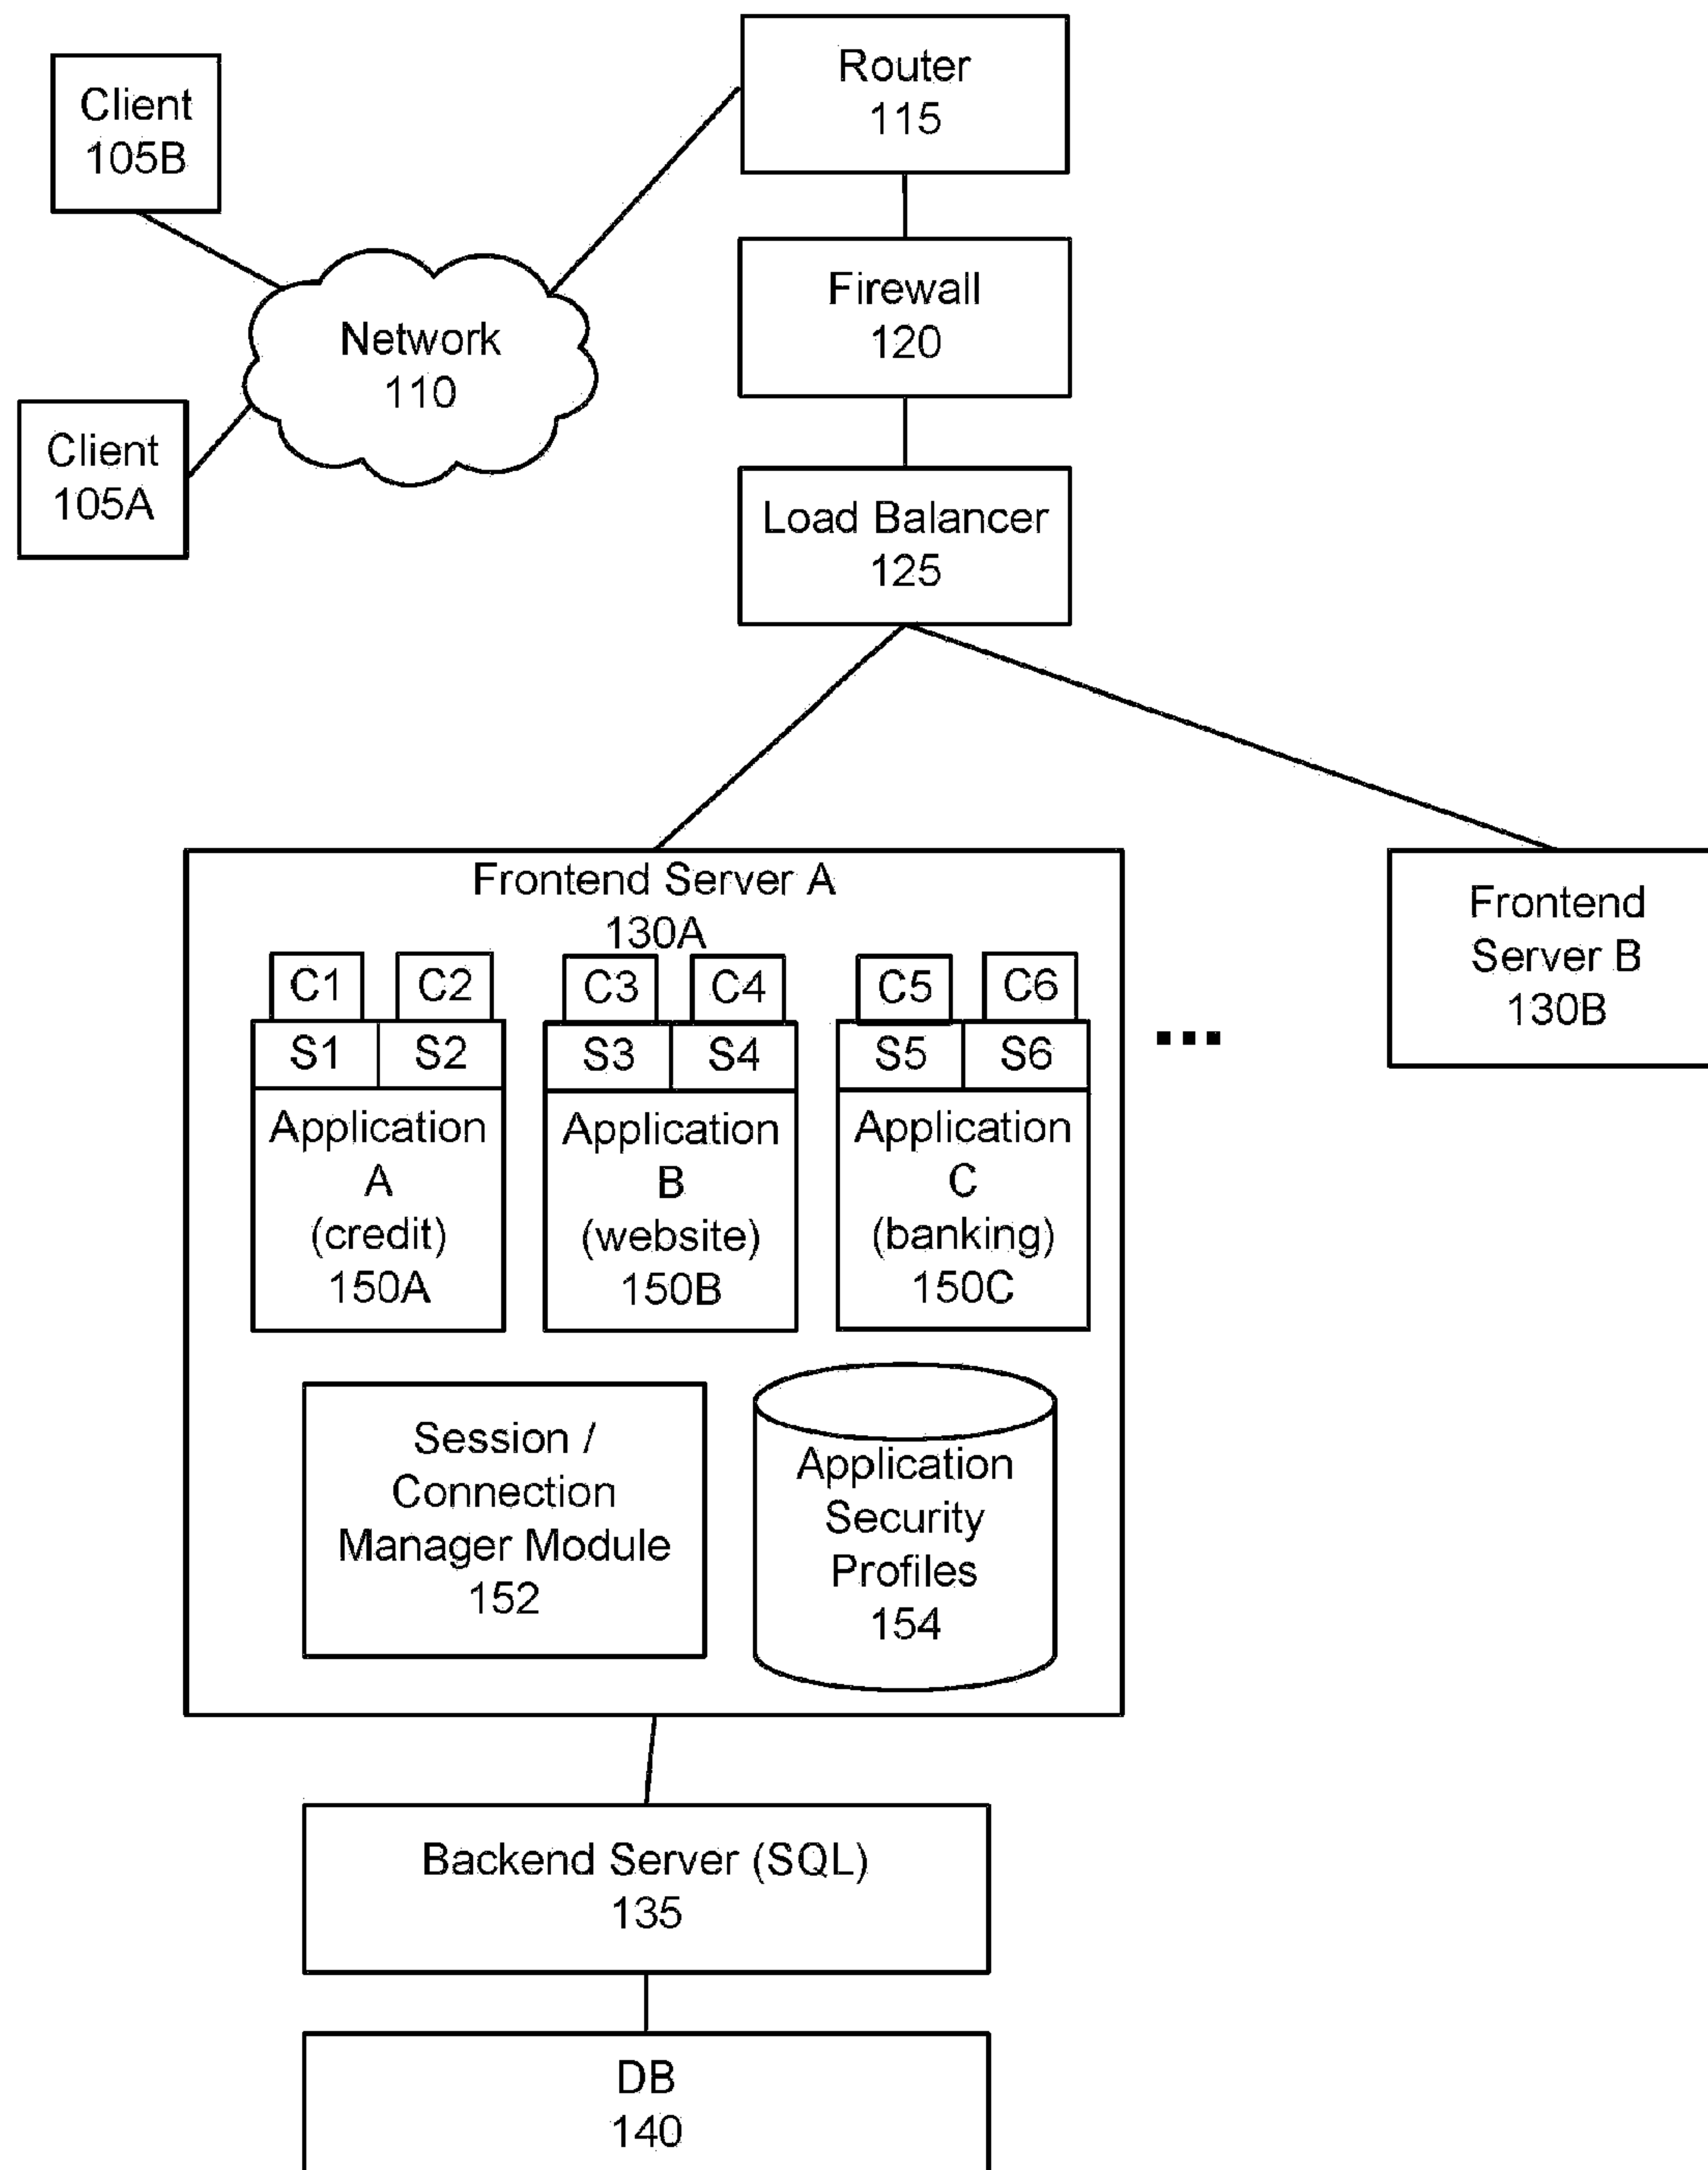 Router
115
Client
105B
Firewall
120
Network
110
Client
105A
Load Balancer
125
Frontend Server A
130A
C1
C2
C3
C4
C5
C6
S1
S2
S3
S4
S5
S6
Application
A
(credit)
150A
Application
B
(website)
150B
Application
C
(banking)
150C
...
Frontend
Server B
130B
Session /
Connection
Manager Module
152
Application
Security
Profiles
154
Backend Server (SQL)
135
DB
140